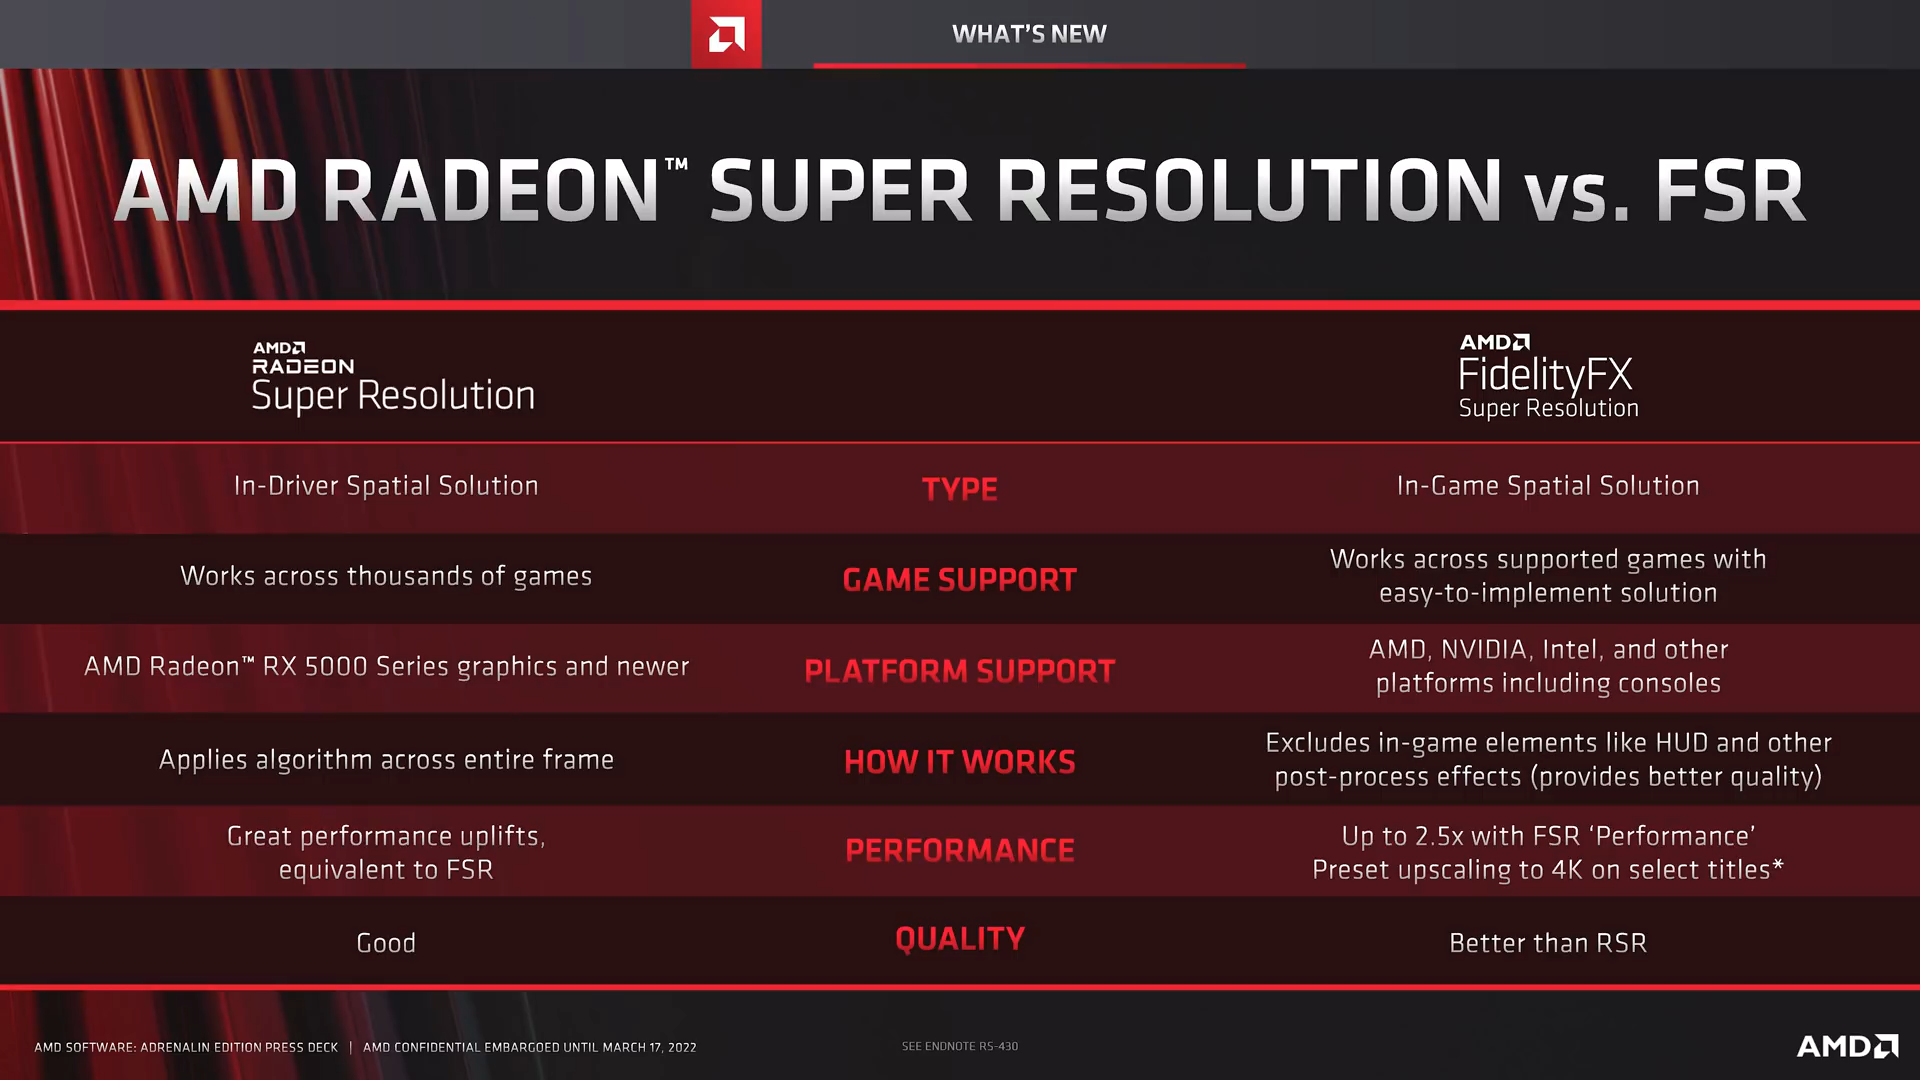 WHAT'S NEW
AMD RADEON™ SUPER RESOLUTION vs. FSR
AMD
RADEON
Super Resolution
AMD
FidelityFX
Super Resolution
In-Driver Spatial Solution
TYPE
In-Game Spatial Solution
Works across thousands of games
GAME SUPPORT
Works across supported games with
easy-to-implement solution
AMD Radeon™ RX 5000 Series graphics and newer
PLATFORM SUPPORT
AMD, NVIDIA, Intel, and other
platforms including consoles
Applies algorithm across entire frame
HOW IT WORKS
Excludes in-game elements like HUD and other
post-process effects (provides better quality)
Great performance uplifts,
equivalent to FSR
PERFORMANCE
Up to 2.5x with FSR ‘Performance’
Preset upscaling to 4K on select titles*
Good
QUALITY
Better than RSR
AMD SOFTWARE: ADRENALIN EDITION PRESS DECK | AMD CONFIDENTIAL EMBARGOED UNTIL MARCH 17, 2022
SEE ENDNOTE RS-430
AMD